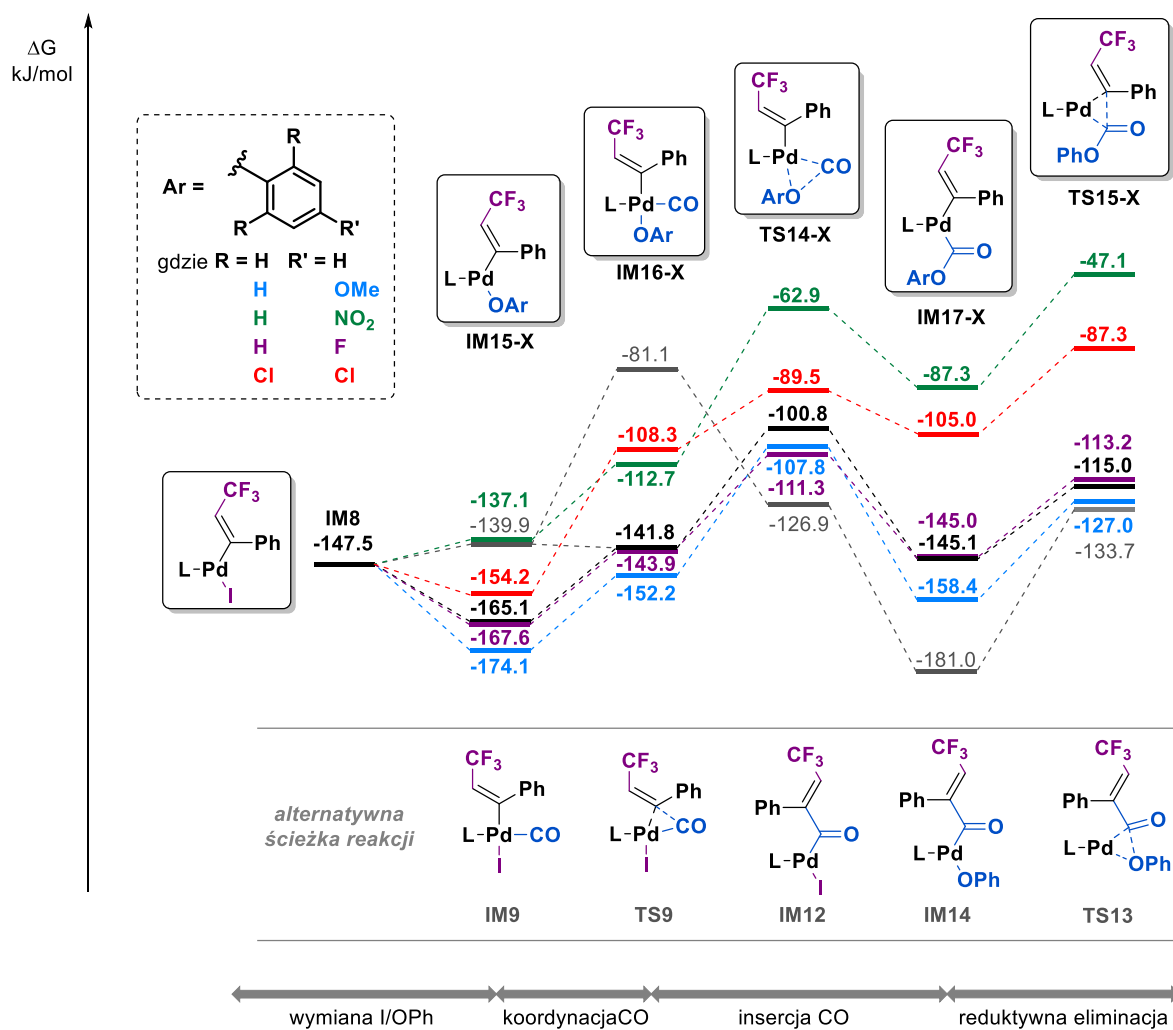 ΔG
kJ/mol
Ar =
R
R
R'
gdzie R = H R' = H
H OMe
H NO2
H F
Cl Cl
CF3
Ph
L-Pd
OAr
IM15-X
CF3
Ph
L-Pd-CO
OAr
IM16-X
CF3
Ph
L-Pd
CO
ArO
TS14-X
CF3
Ph
L-Pd
O
ArO
IM17-X
CF3
Ph
L-Pd
O
PhO
TS15-X
CF3
Ph
L-Pd
I
IM8
-147.5
-137.1
-139.9
-154.2
-165.1
-167.6
-174.1
-81.1
-108.3
-112.7
-141.8
-143.9
-152.2
-62.9
-89.5
-100.8
-107.8
-111.3
-126.9
-87.3
-105.0
-145.0
-145.1
-158.4
-181.0
-47.1
-87.3
-113.2
-115.0
-127.0
-133.7
alternatywna
ścieżka reakcji
CF3
Ph
L-Pd-CO
I
IM9
CF3
Ph
L-Pd
CO
I
TS9
CF3
Ph
O
L-Pd
I
IM12
CF3
Ph
O
L-Pd
OPh
IM14
CF3
Ph
O
L-Pd
OPh
TS13
wymiana I/OPh
koordynacjaCO
insercja CO
reduktywna eliminacja